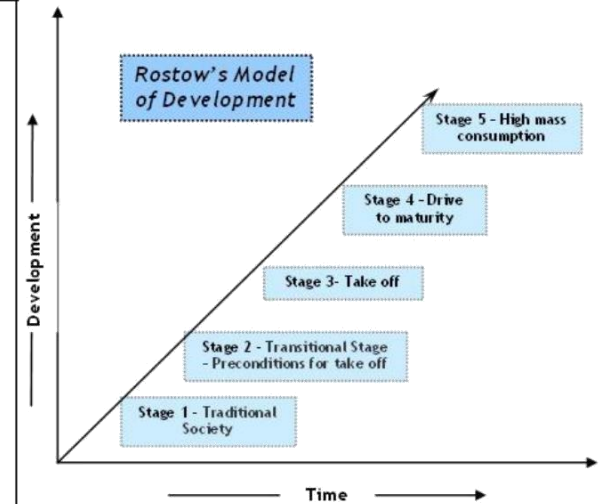 Rostow's Model
of Development
Stage 5 - High mass
consumption
Stage 4 - Drive
to maturity
Stage 3- Take off
Stage 2 - Transitional Stage
- Preconditions for take off
Stage 1 - Traditional
Society
Development
Time